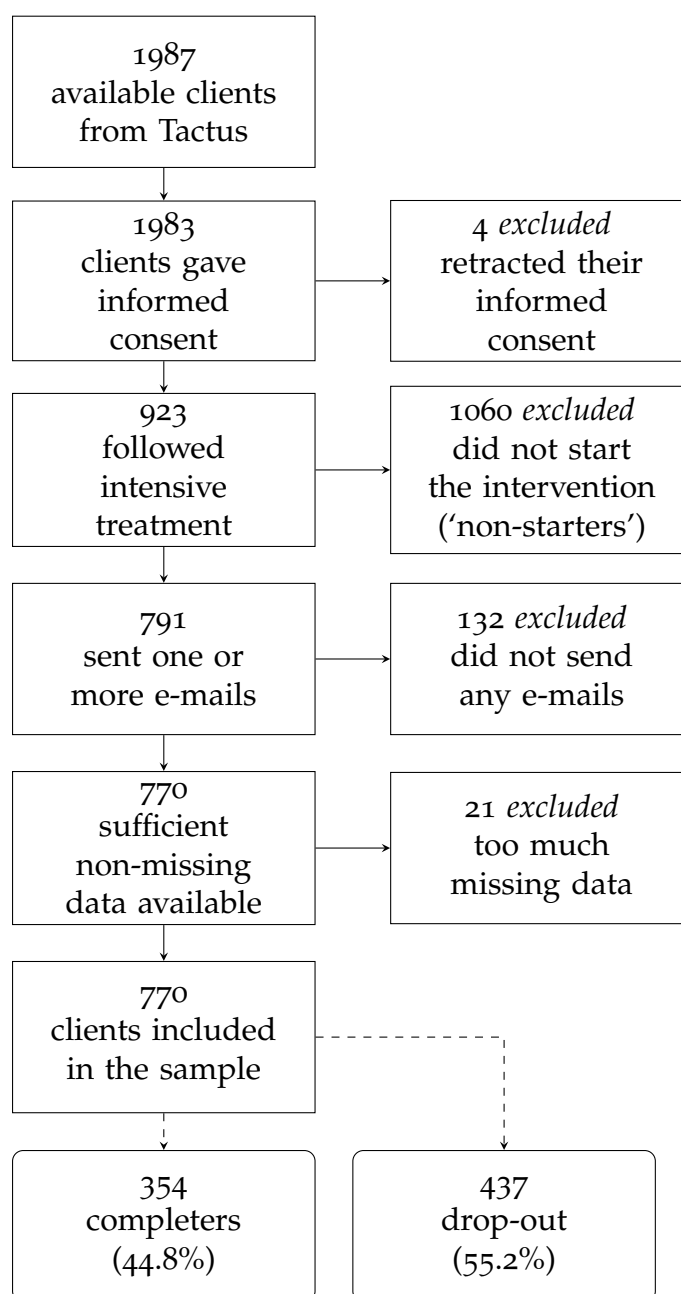 1987
available clients
from Tactus
1983
clients gave
informed
consent
4 excluded
retracted their
informed
consent
923
followed
intensive
treatment
1060 excluded
did not start
the intervention
(‘non-starters’)
791
sent one or
more e-mails
132 excluded
did not send
any e-mails
770
sufficient
non-missing
data available
21 excluded
too much
missing data
770
clients included
in the sample
354
completers
(44.8%)
437
drop-out
(55.2%)